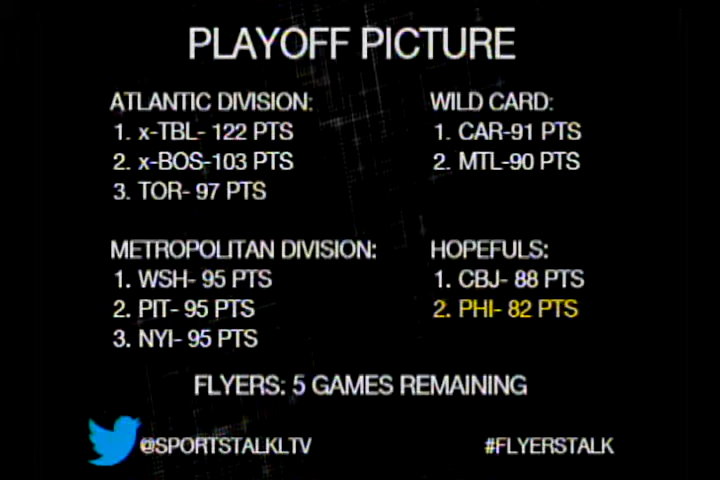 PLAYOFF PICTURE
ATLANTIC DIVISION:
1. x-TBL- 122 PTS
2. x-BOS-103 PTS
3. TOR- 97 PTS
WILD CARD:
1. CAR-91 PTS
2. MTL-90 PTS
METROPOLITAN DIVISION:
1. WSH- 95 PTS
2. PIT- 95 PTS
3. NYI- 95 PTS
HOPEFULS:
1. CBJ- 88 PTS
2. PHI- 82 PTS
FLYERS: 5 GAMES REMAINING
@SPORTSTALKLTV
#FLYERSTALK